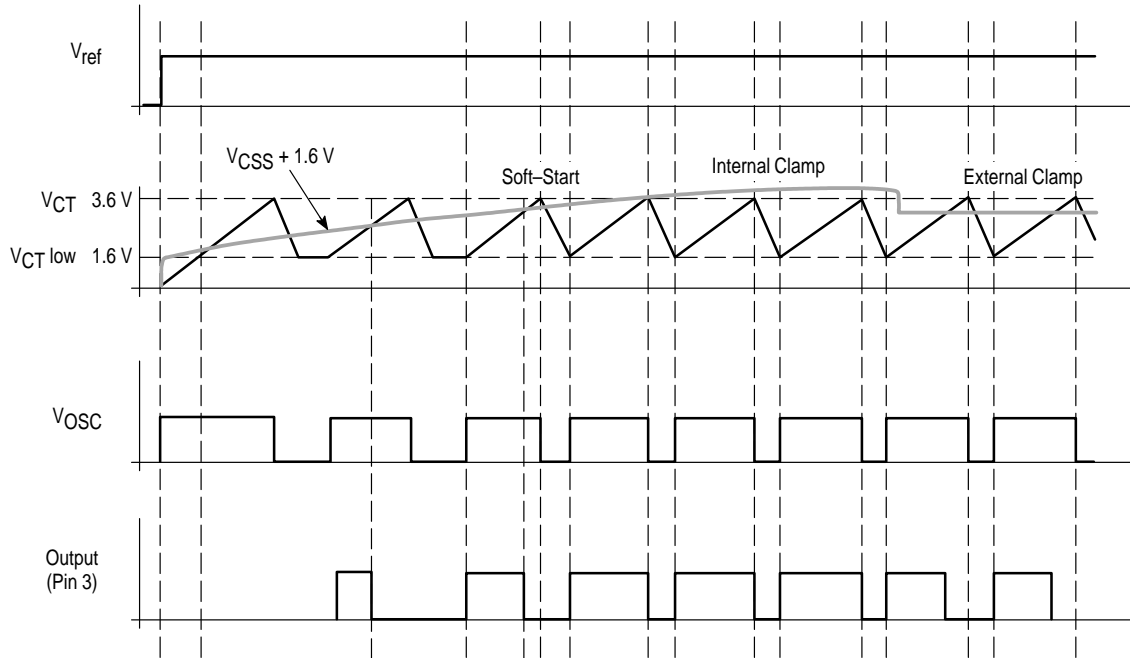 Vref
VCSS + 1.6 V
Soft–Start
Internal Clamp
External Clamp
VCT 3.6 V
VCT low 1.6 V
VOSC
Output
(Pin 3)